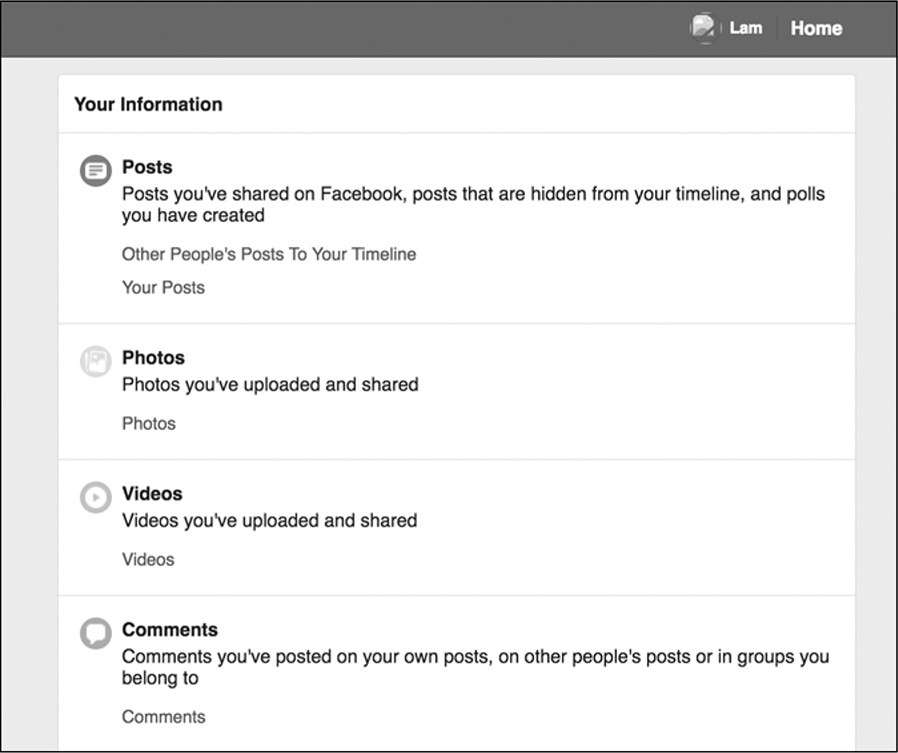 Lam
Home
Your Information
Posts
Posts you've shared on Facebook, posts that are hidden from your timeline, and polls
you have created
Other People's Posts To Your Timeline
Your Posts
Photos
Photos you've uploaded and shared
Photos
Videos
Videos you've uploaded and shared
Videos
Comments
Comments you've posted on your own posts, on other people's posts or in groups you
belong to
Comments